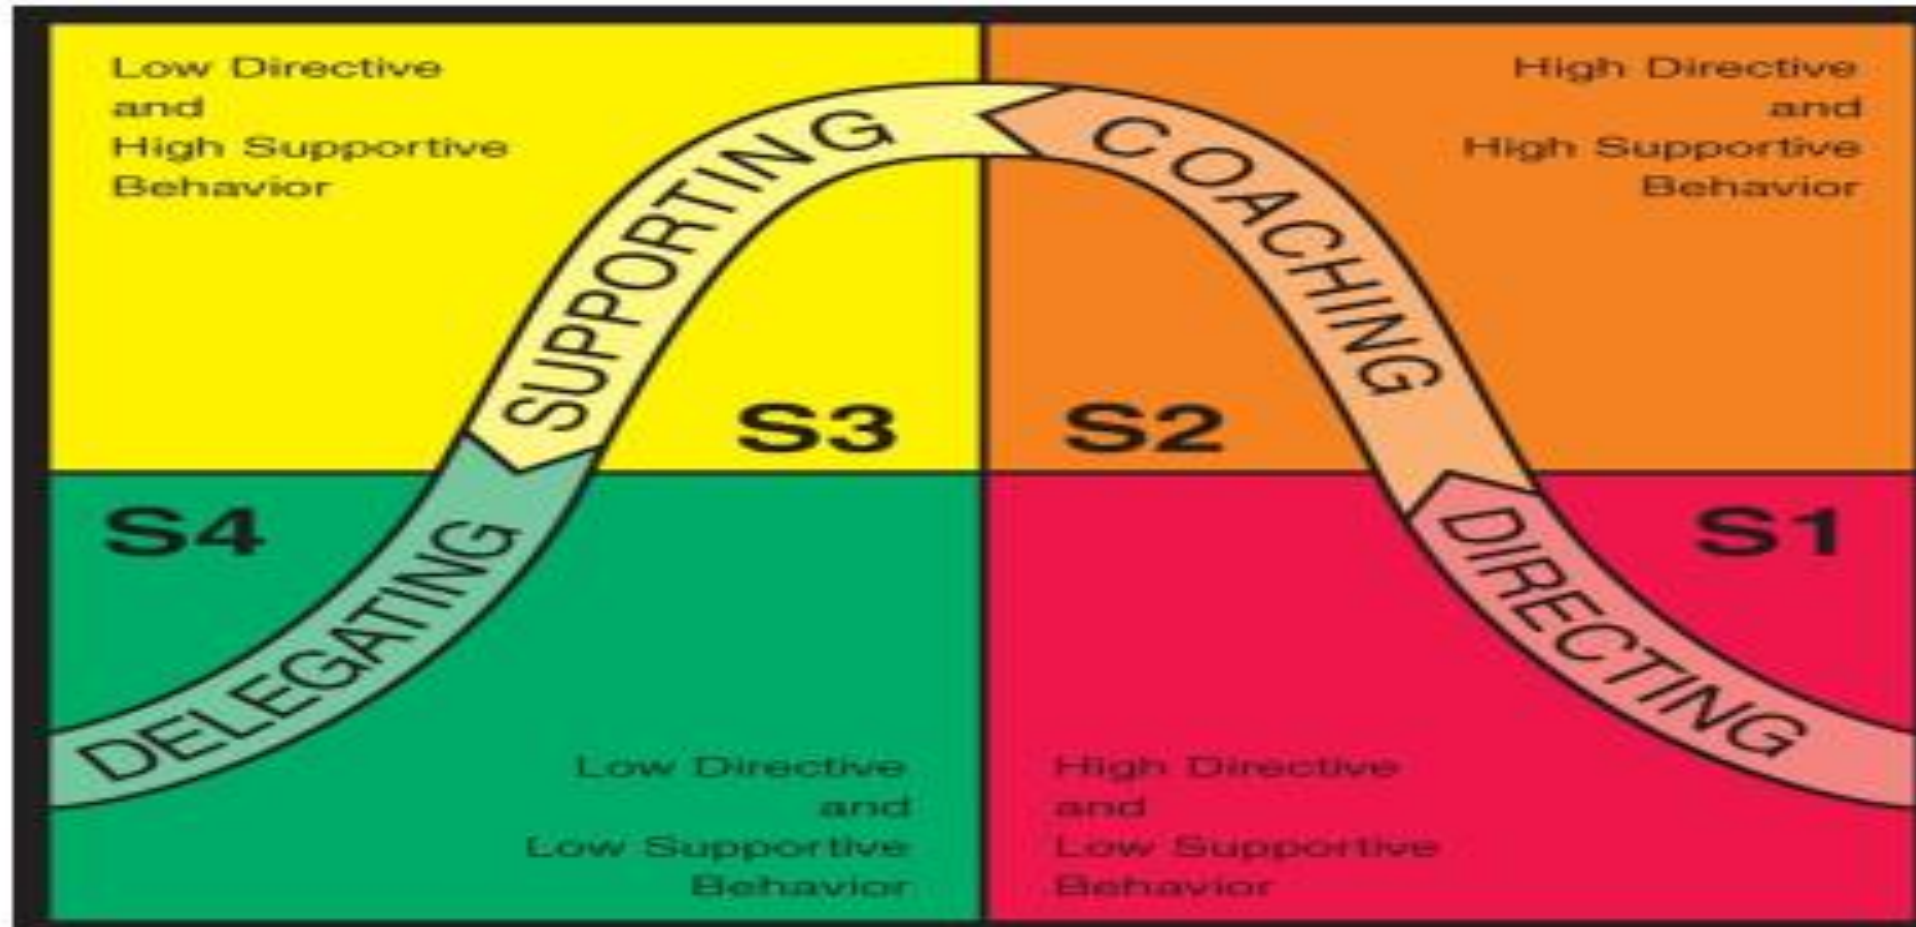 Low Directive
and
High Supportive
Behavior
High Directive
and
High Supportive
Behavior
SUPPORTING
COACHING
S3
S2
S4
S1
DELEGATING
DIRECTING
Low Directive
and
Low Supportive
Behavior
High Directive
and
Low Supportive
Behavior